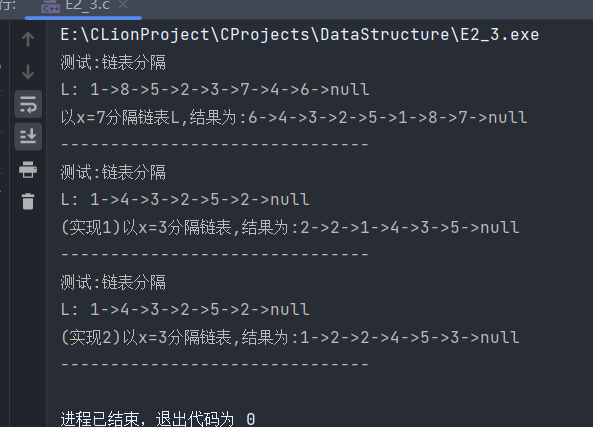 行:
E2_3.c
E:\CLionProject\CProjects\DataStructure\E2_3.exe
测试:链表分隔
L: 1->8->5->2->3->7->4->6->null
以x=7分隔链表L,结果为:6->4->3->2->5->1->8->7->null
--------------------------------
测试:链表分隔
L: 1->4->3->2->5->2->null
(实现1)以x=3分隔链表,结果为:2->2->1->4->3->5->null
--------------------------------
测试:链表分隔
L: 1->4->3->2->5->2->null
(实现2)以x=3分隔链表,结果为:1->2->2->4->5->3->null
--------------------------------
进程已结束，退出代码为 0